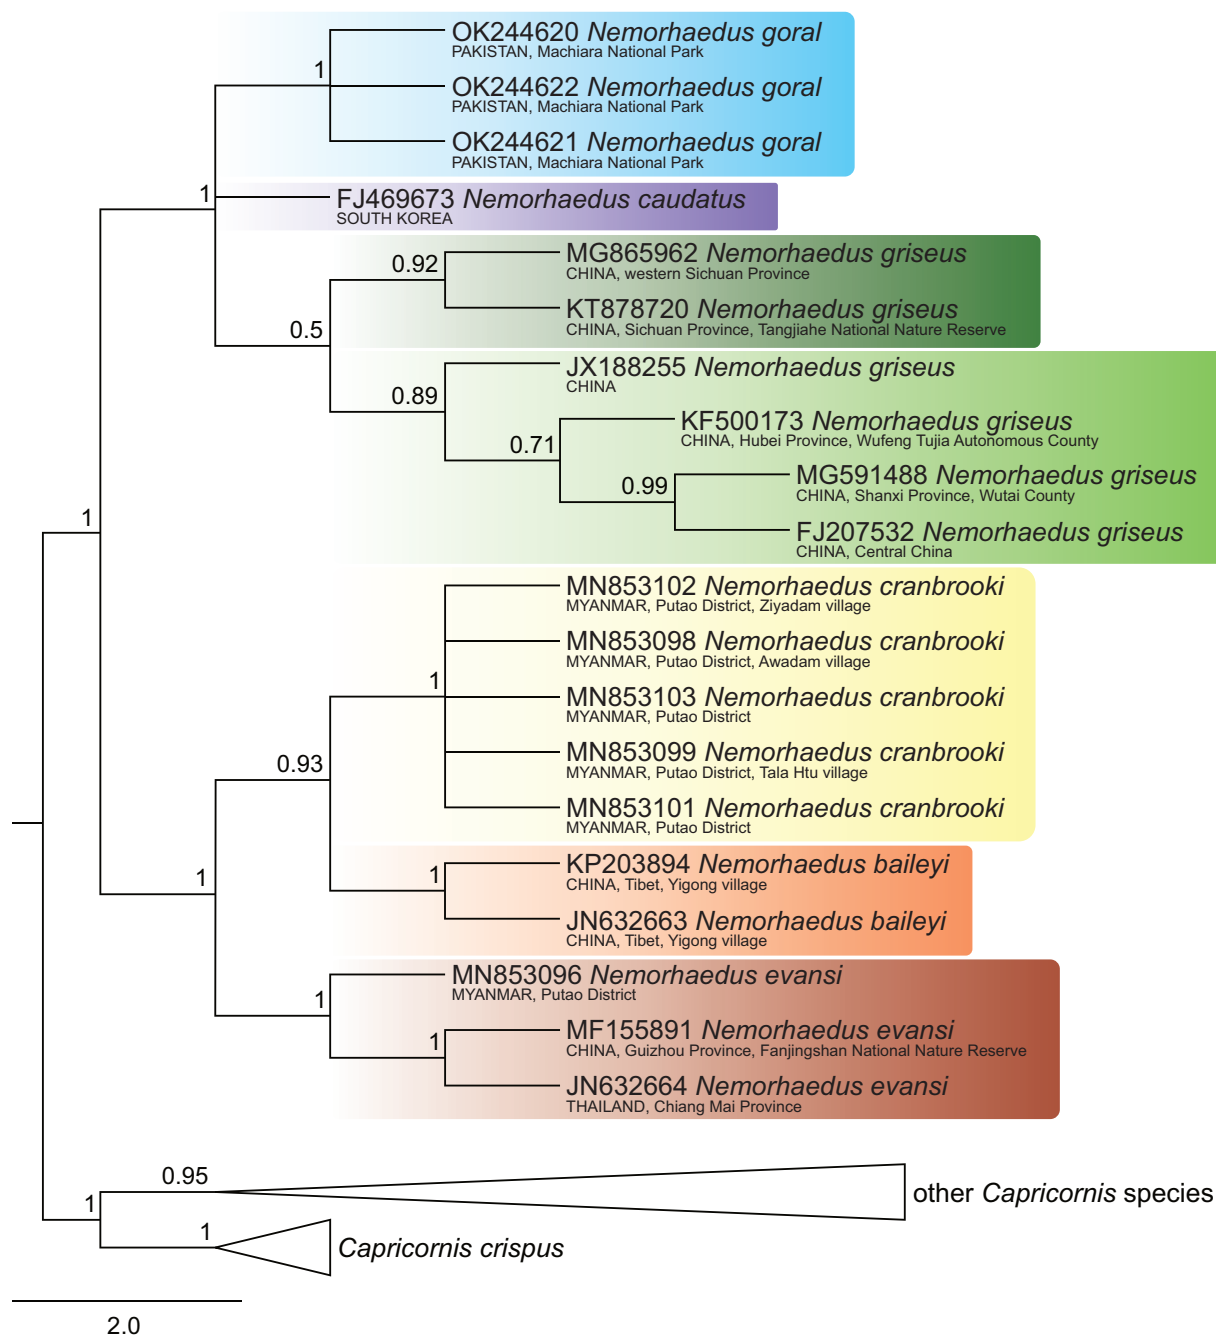 OK244620 Nemorhaedus goral
PAKISTAN, Machiara National Park
1
OK244622 Nemorhaedus goral
PAKISTAN, Machiara National Park
OK244621 Nemorhaedus goral
PAKISTAN, Machiara National Park
1
FJ469673 Nemorhaedus caudatus
SOUTH KOREA
0.92
MG865962 Nemorhaedus griseus
CHINA, western Sichuan Province
KT878720 Nemorhaedus griseus
CHINA, Sichuan Province, Tangjiahe National Nature Reserve
0.5
JX188255 Nemorhaedus griseus
CHINA
0.89
KF500173 Nemorhaedus griseus
CHINA, Hubei Province, Wufeng Tujia Autonomous County
0.71
MG591488 Nemorhaedus griseus
CHINA, Shanxi Province, Wutai County
0.99
FJ207532 Nemorhaedus griseus
CHINA, Central China
1
MN853102 Nemorhaedus cranbrooki
MYANMAR, Putao District, Ziyadam village
MN853098 Nemorhaedus cranbrooki
MYANMAR, Putao District, Awadam village
1
MN853103 Nemorhaedus cranbrooki
MYANMAR, Putao District
MN853099 Nemorhaedus cranbrooki
MYANMAR, Putao District, Tala Htu village
0.93
MN853101 Nemorhaedus cranbrooki
MYANMAR, Putao District
1
KP203894 Nemorhaedus baileyi
CHINA, Tibet, Yigong village
1
JN632663 Nemorhaedus baileyi
CHINA, Tibet, Yigong village
MN853096 Nemorhaedus evansi
MYANMAR, Putao District
1
MF155891 Nemorhaedus evansi
CHINA, Guizhou Province, Fanjingshan National Nature Reserve
1
JN632664 Nemorhaedus evansi
THAILAND, Chiang Mai Province
0.95
other Capricornis species
1
1
Capricornis crispus
2.0